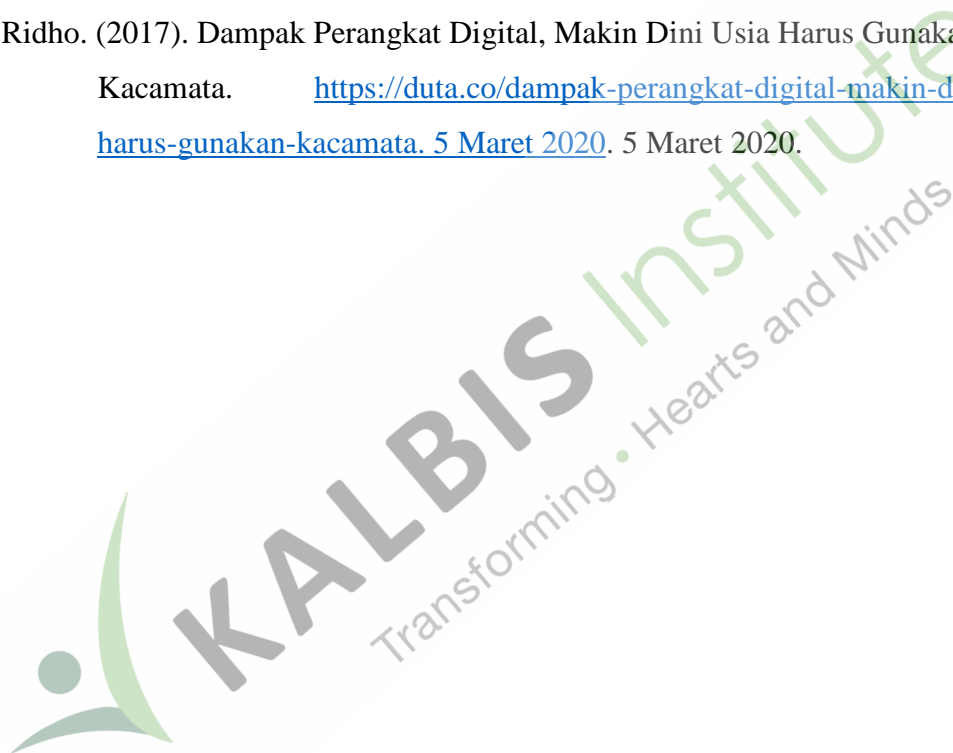 Ridho. (2017). Dampak Perangkat Digital, Makin Dini Usia Harus Gunaka
Kacamata. https://duta.co/dampak-perangkat-digital-makin-d
harus-gunakan-kacamata. 5 Maret 2020. 5 Maret 2020.
KALBIS Institute
Transforming • Hearts and Minds